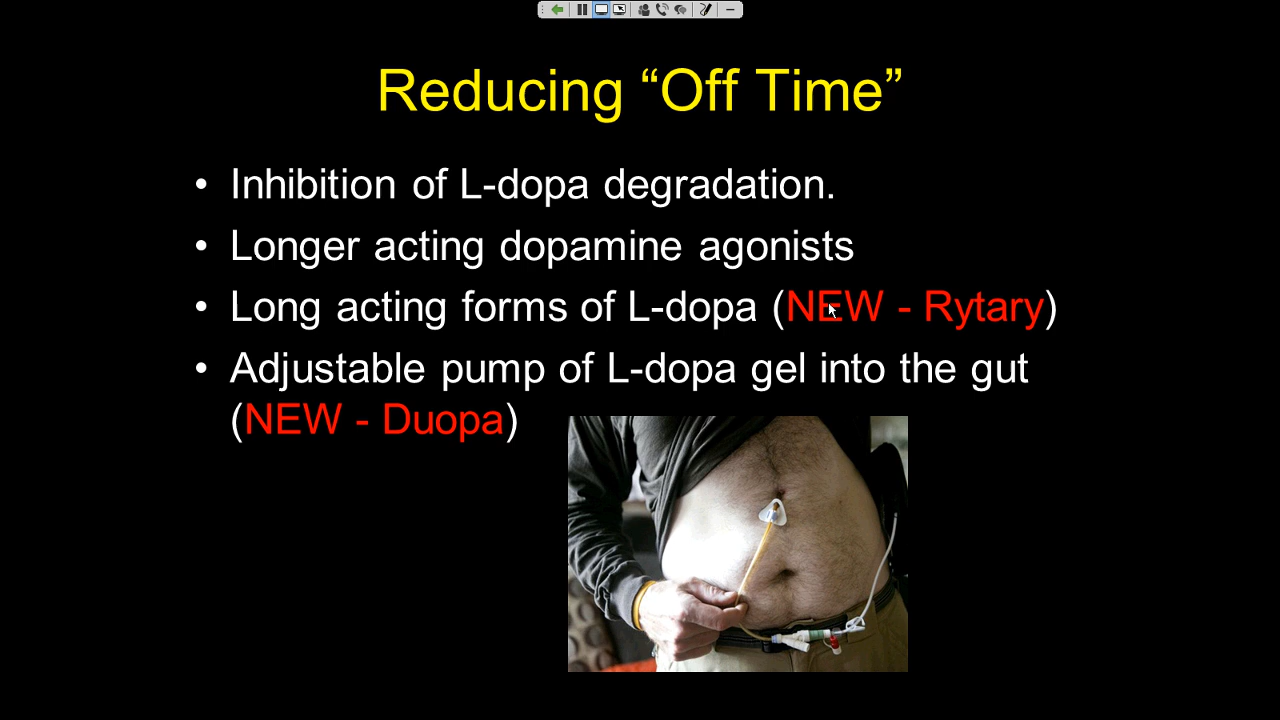 Reducing “Off Time”
• Inhibition of L-dopa degradation.
• Longer acting dopamine agonists
• Long acting forms of L-dopa (NEW - Rytary)
• Adjustable pump of L-dopa gel into the gut
(NEW - Duopa)